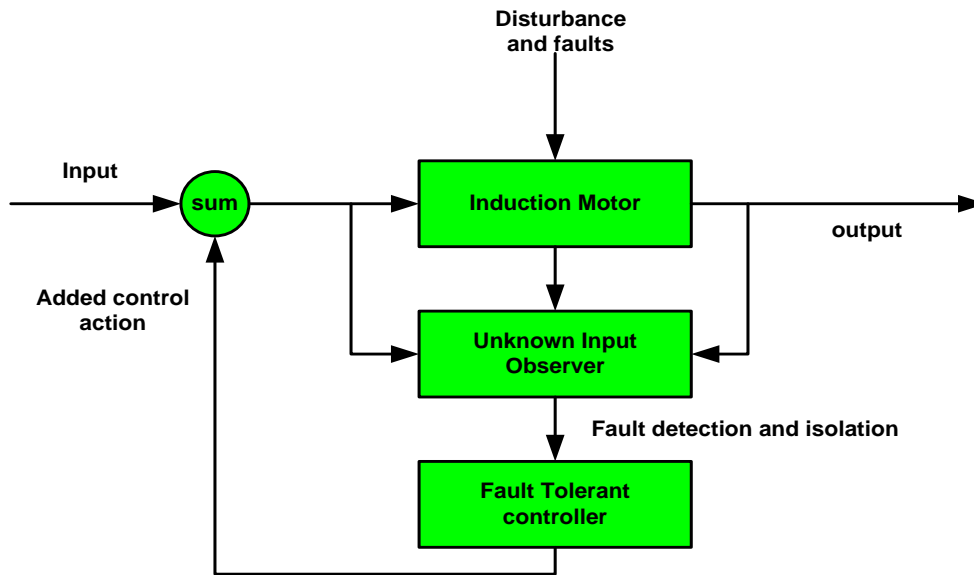 Disturbance
and faults
Input
sum
Induction Motor
output
Added control
action
Unknown Input
Observer
Fault detection and isolation
Fault Tolerant
controller